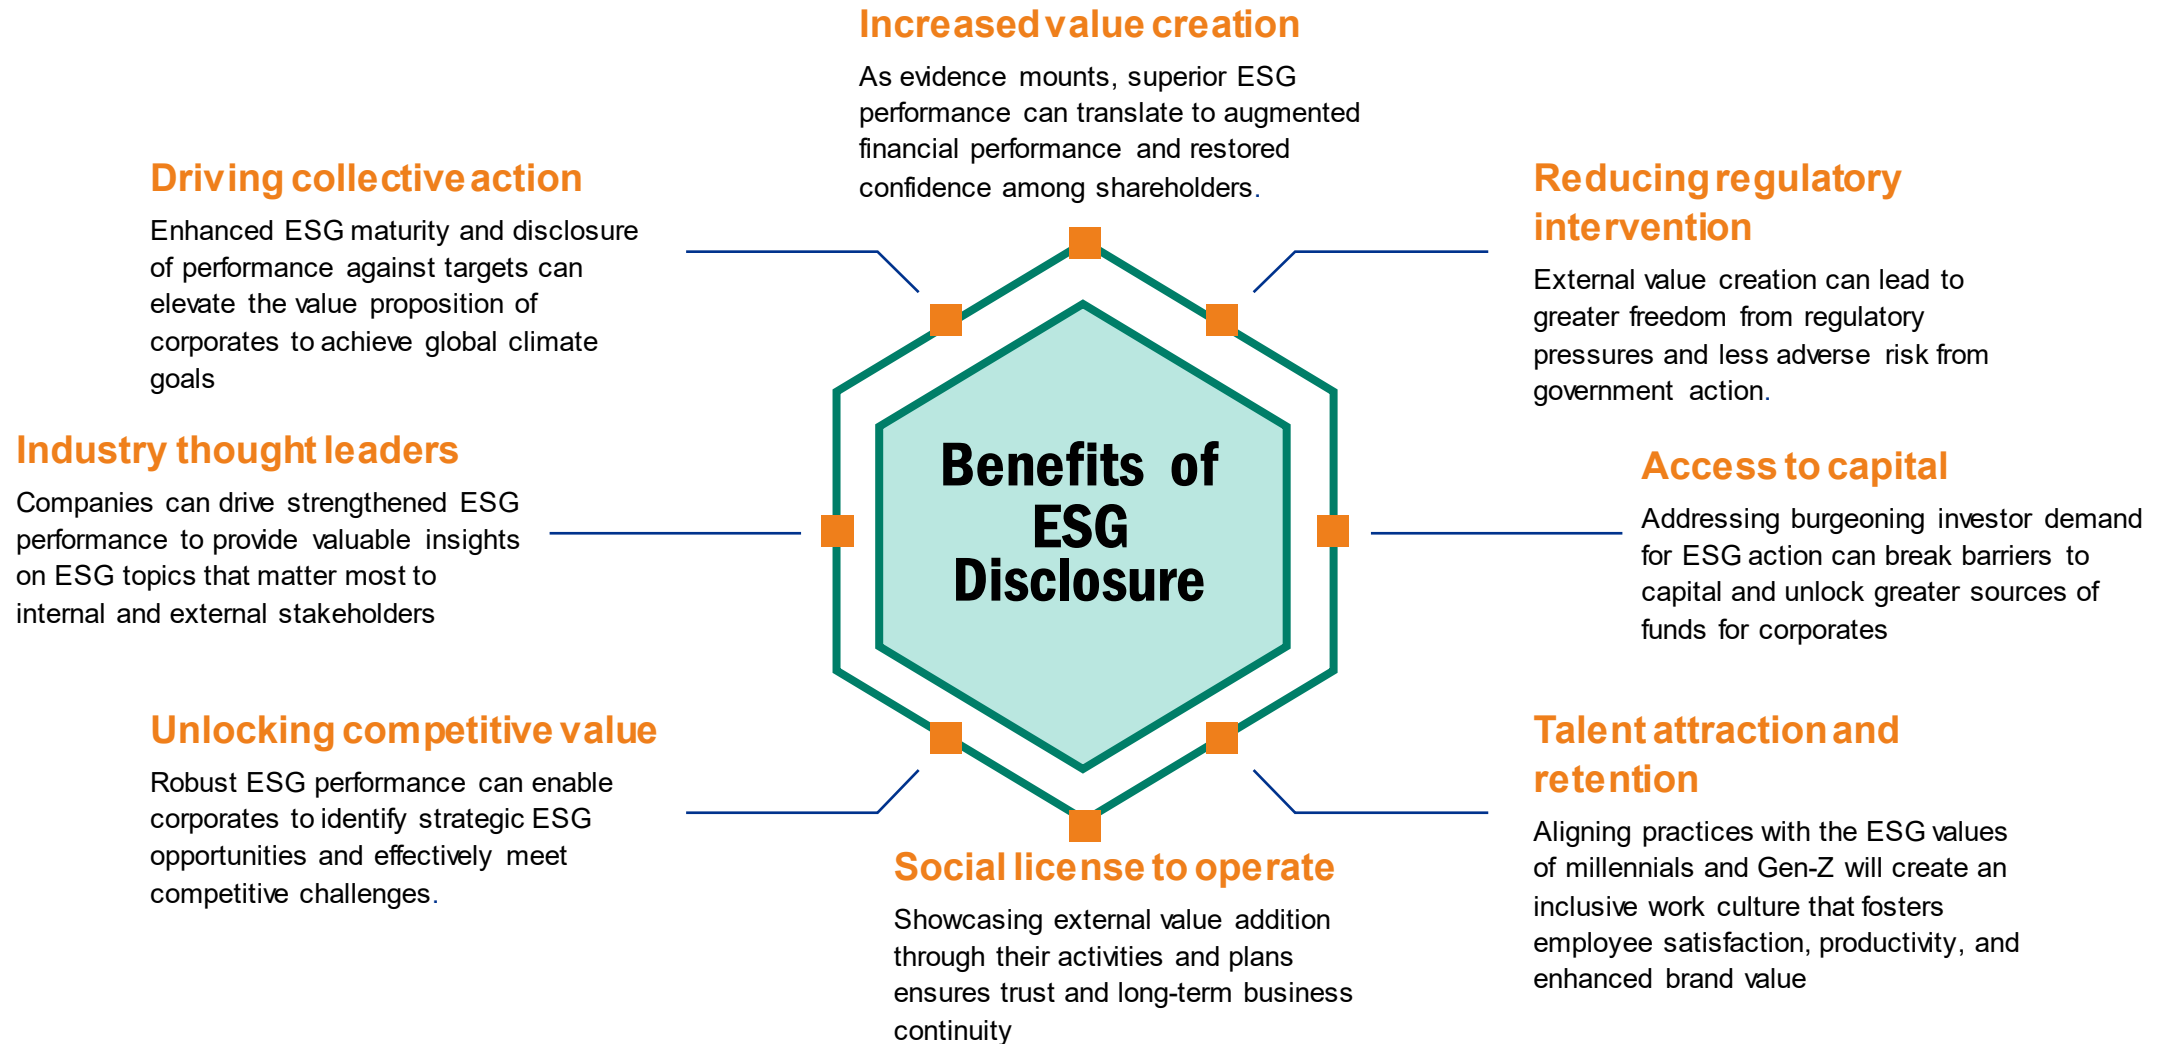 Increased value creation
As evidence mounts, superior ESG
performance can translate to augmented
financial performance and restored
confidence among shareholders.
Driving collective action
Enhanced ESG maturity and disclosure
of performance against targets can
elevate the value proposition of
corporates to achieve global climate
goals
Reducing regulatory
intervention
External value creation can lead to
greater freedom from regulatory
pressures and less adverse risk from
government action.
Industry thought leaders
Companies can drive strengthened ESG
performance to provide valuable insights
on ESG topics that matter most to
internal and external stakeholders
Benefits of
ESG
Disclosure
Access to capital
Addressing burgeoning investor demand
for ESG action can break barriers to
capital and unlock greater sources of
funds for corporates
Unlocking competitive value
Robust ESG performance can enable
corporates to identify strategic ESG
opportunities and effectively meet
competitive challenges.
Talent attraction and
retention
Aligning practices with the ESG values
of millennials and Gen-Z will create an
inclusive work culture that fosters
employee satisfaction, productivity, and
enhanced brand value
Social license to operate
Showcasing external value addition
through their activities and plans
ensures trust and long-term business
continuity